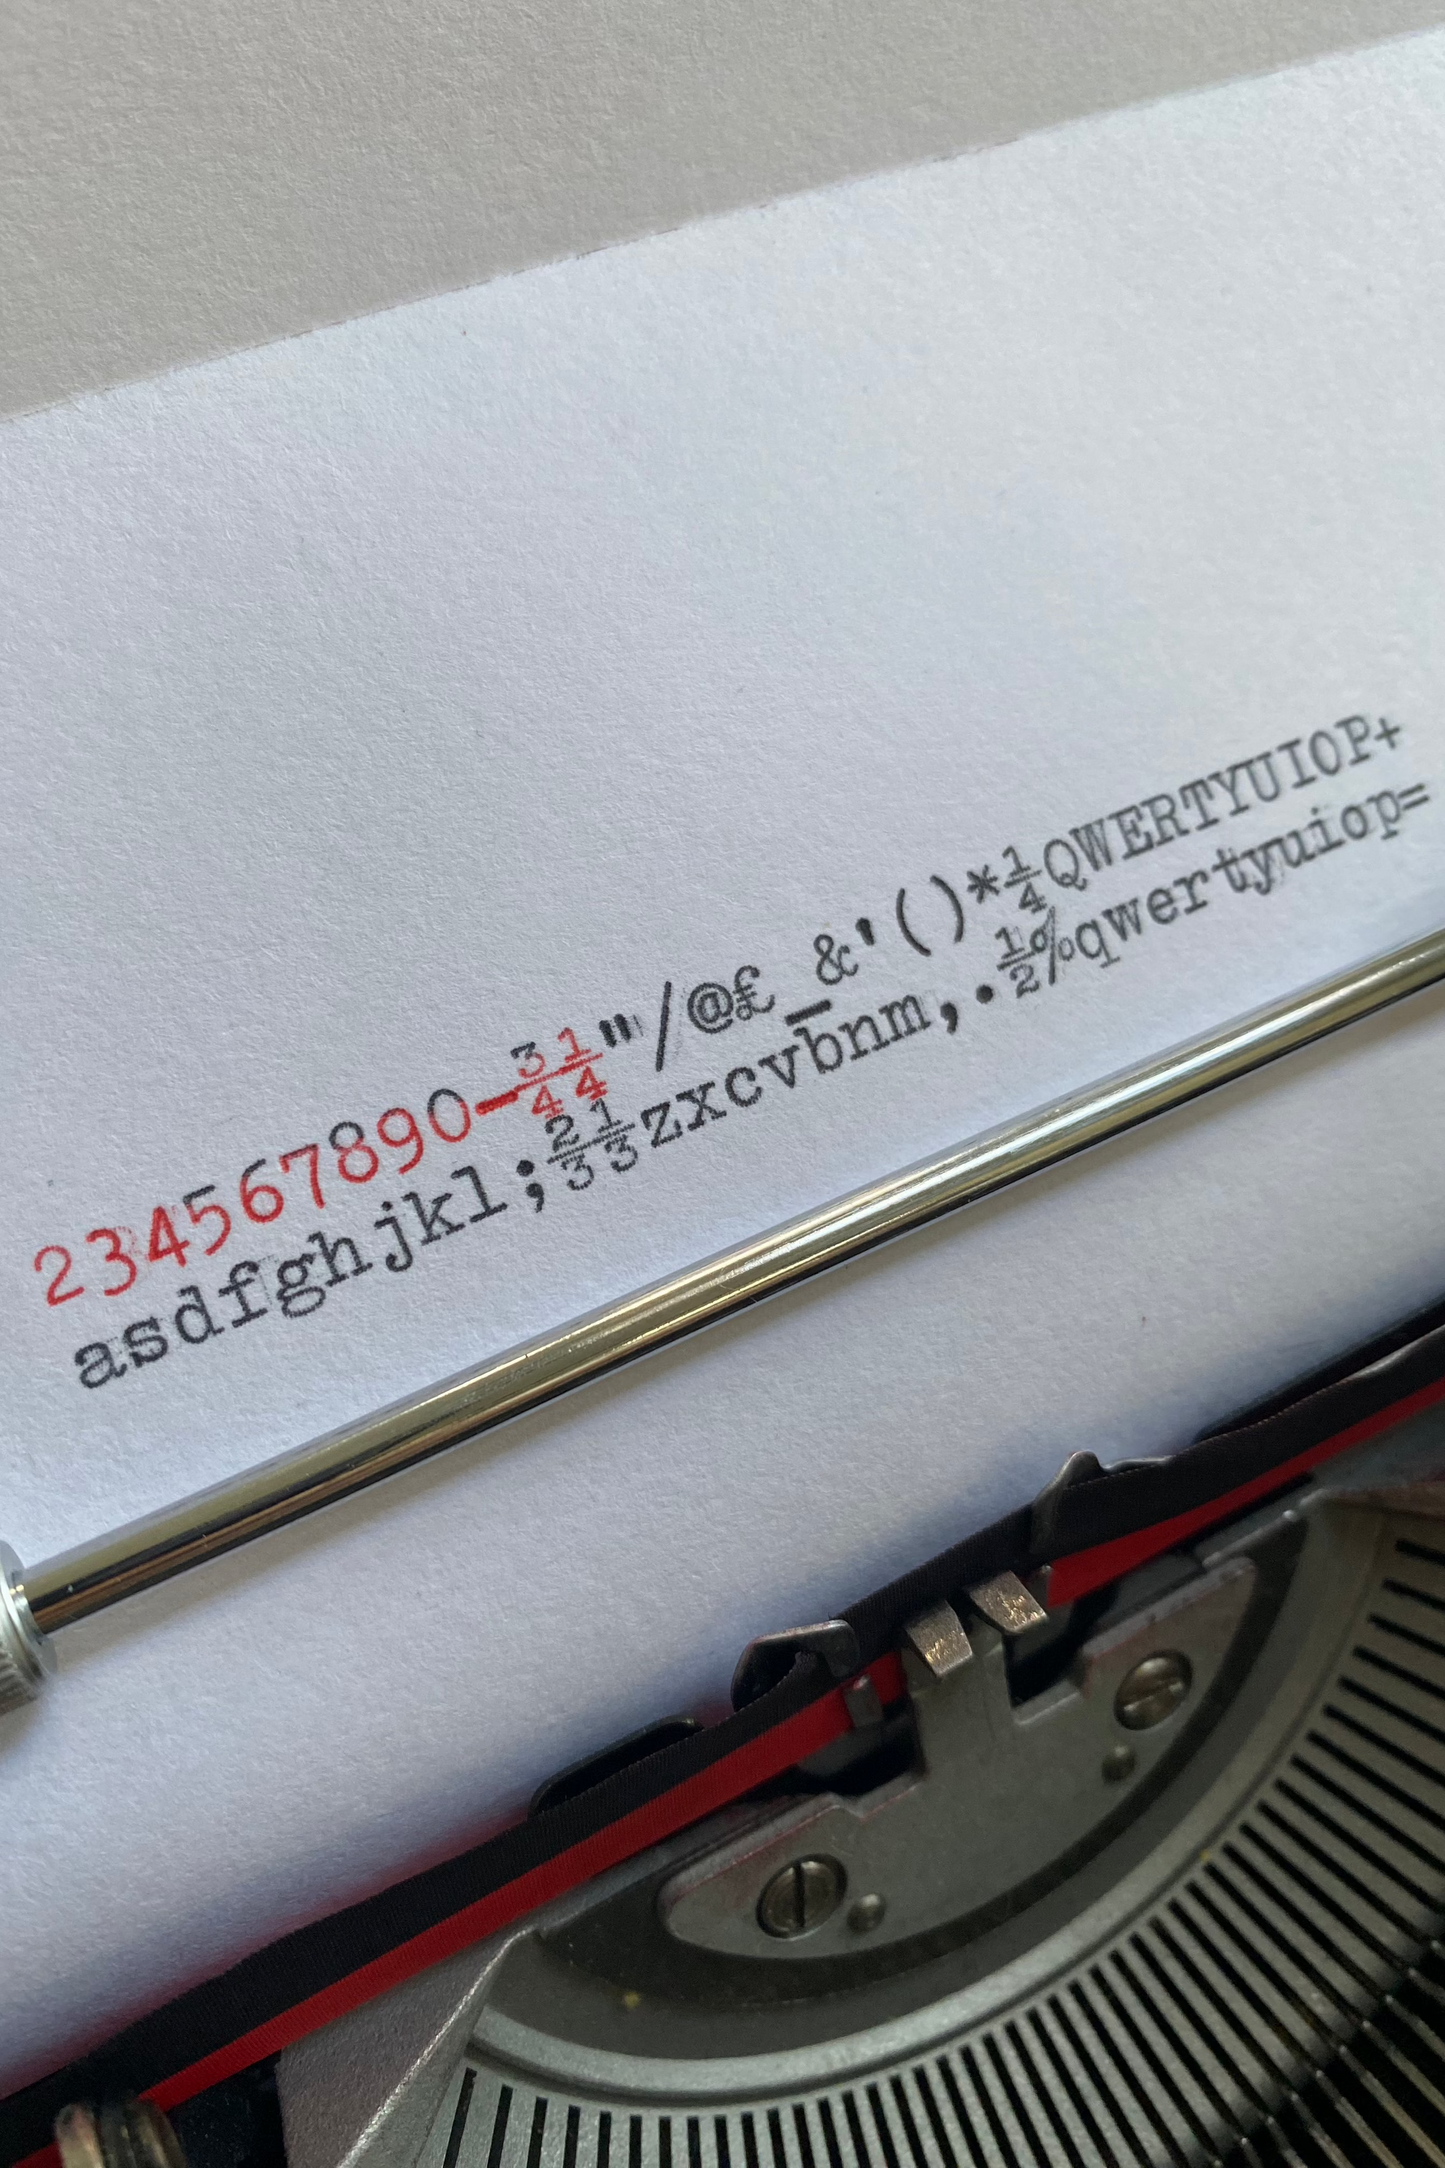 234567890-¾¼"/@£_&'()*¼QWERTYUIOP+
asdfghjkl;⅔⅓zxcvbnm,.½%qwertyuiop=